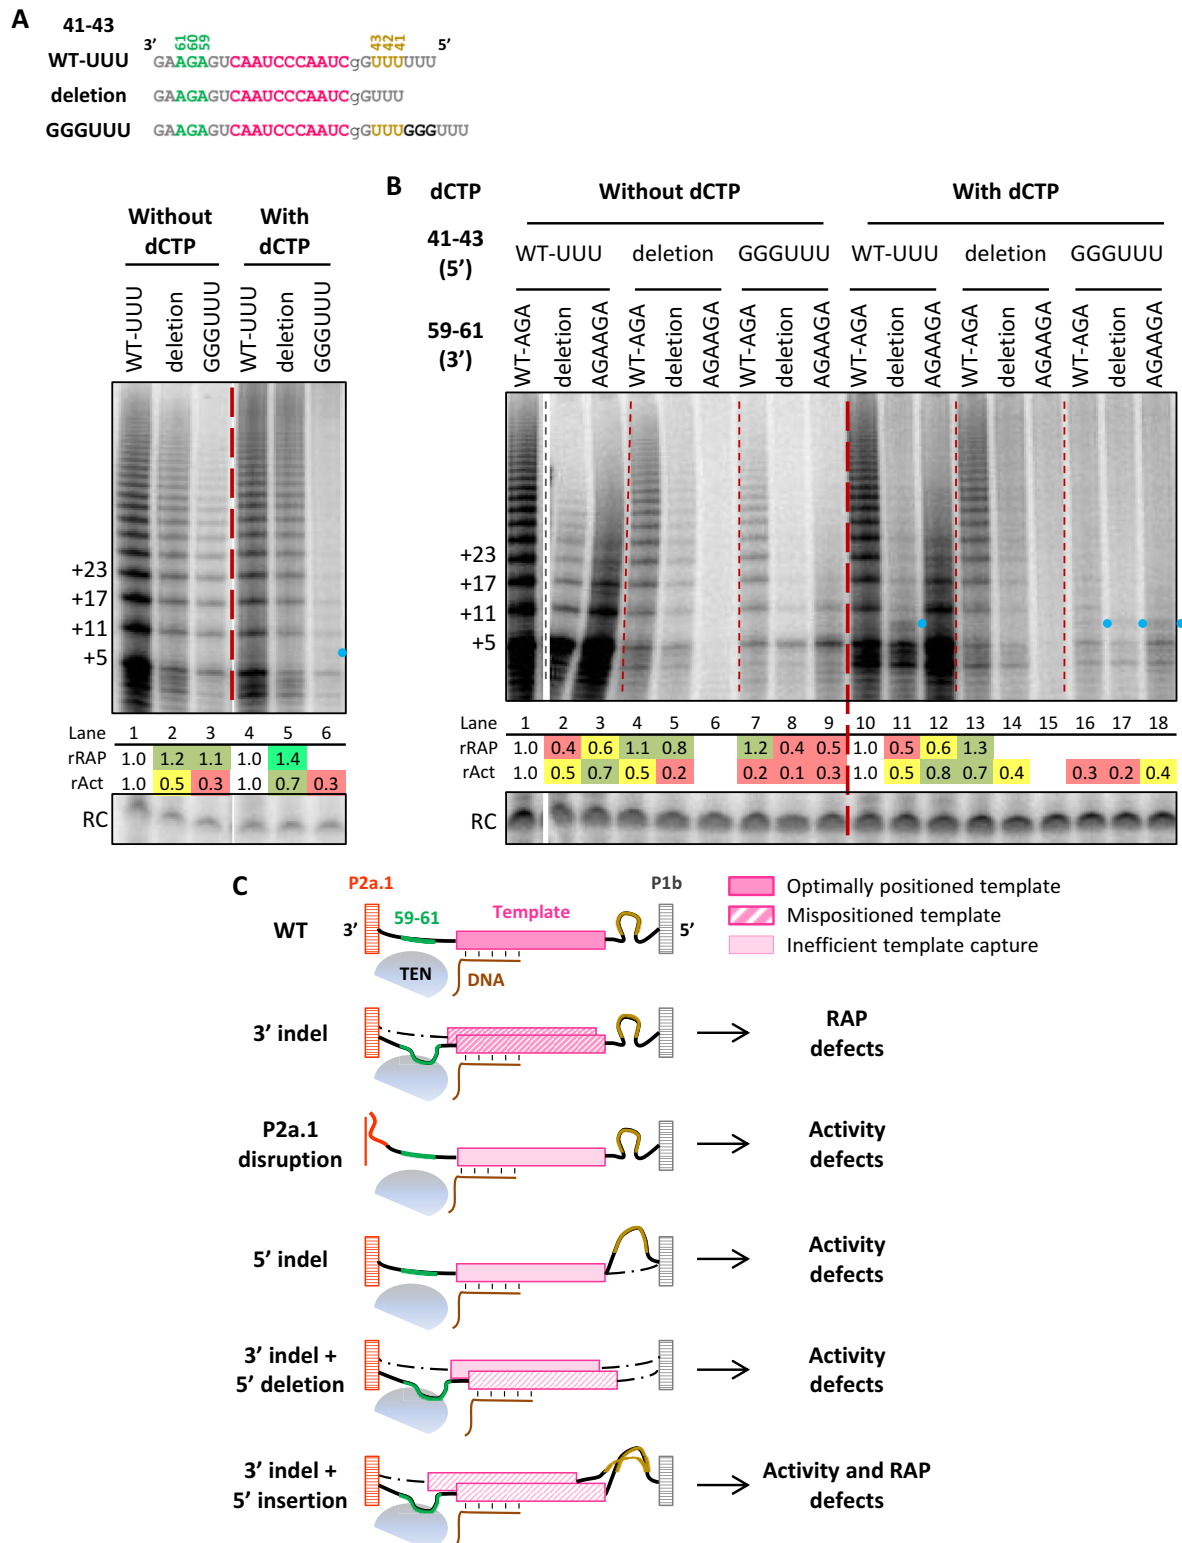 A
41-43
3' 61 60 59 43 42 41 5'
WT-UUU GAAGAGUCAAUCCCAAUCgGUUUUUU
deletion GAAGAGUCAAUCCCAAUCgGUUU
GGGUUU GAAGAGUCAAUCCCAAUCgGUUUGGGUUU
Without dCTP With dCTP
WT-UUU deletion GGGUUU WT-UUU deletion GGGUUU
+23
+17
+11
+5
Lane 1 2 3 4 5 6
rRAP 1.0 1.2 1.1 1.0 1.4
rAct 1.0 0.5 0.3 1.0 0.7 0.3
RC
B
dCTP Without dCTP With dCTP
41-43 (5') WT-UUU deletion GGGUUU WT-UUU deletion GGGUUU
59-61 (3') WT-AGA deletion AGAAGA WT-AGA deletion AGAAGA WT-AGA deletion AGAAGA WT-AGA deletion AGAAGA WT-AGA deletion AGAAGA WT-AGA deletion AGAAGA
+23
+17
+11
+5
Lane 1 2 3 4 5 6 7 8 9 10 11 12 13 14 15 16 17 18
rRAP 1.0 0.4 0.6 1.1 0.8 1.2 0.4 0.5 1.0 0.5 0.6 1.3
rAct 1.0 0.5 0.7 0.5 0.2 0.2 0.1 0.3 1.0 0.5 0.8 0.7 0.4 0.3 0.2 0.4
RC
C
P2a.1 P1b
Optimally positioned template
Mispositioned template
Inefficient template capture
WT 3' 59-61 Template 5'
TEN DNA
3' indel
RAP defects
P2a.1 disruption
Activity defects
5' indel
Activity defects
3' indel + 5' deletion
Activity defects
3' indel + 5' insertion
Activity and RAP defects